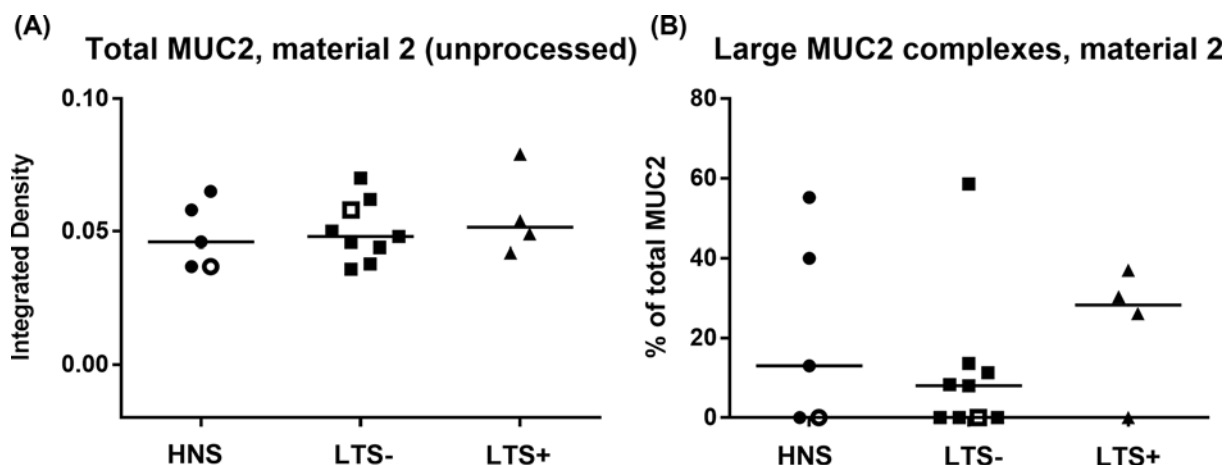 (A)
Total MUC2, material 2 (unprocessed)
Integrated Density
0.10
0.05
0.00
HNS LTS- LTS+
(B)
Large MUC2 complexes, material 2
% of total MUC2
80
60
40
20
0
HNS LTS- LTS+